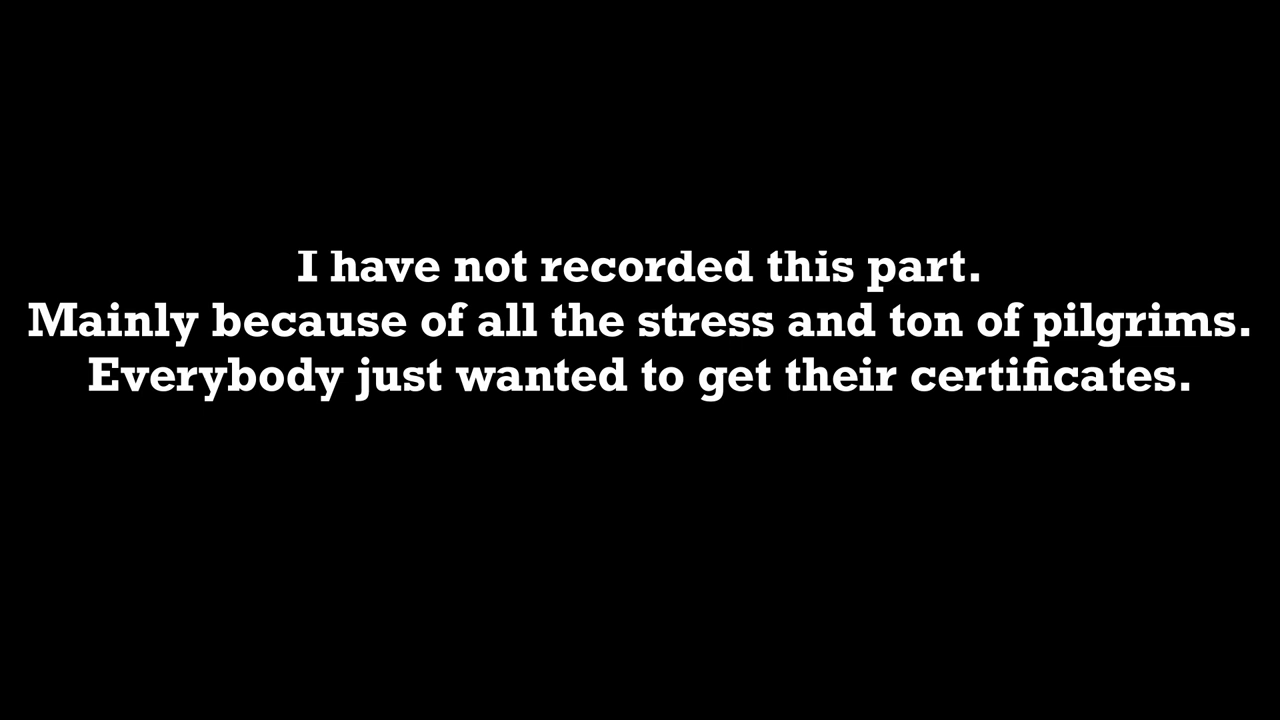 I have not recorded this part.
Mainly because of all the stress and ton of pilgrims.
Everybody just wanted to get their certificates.